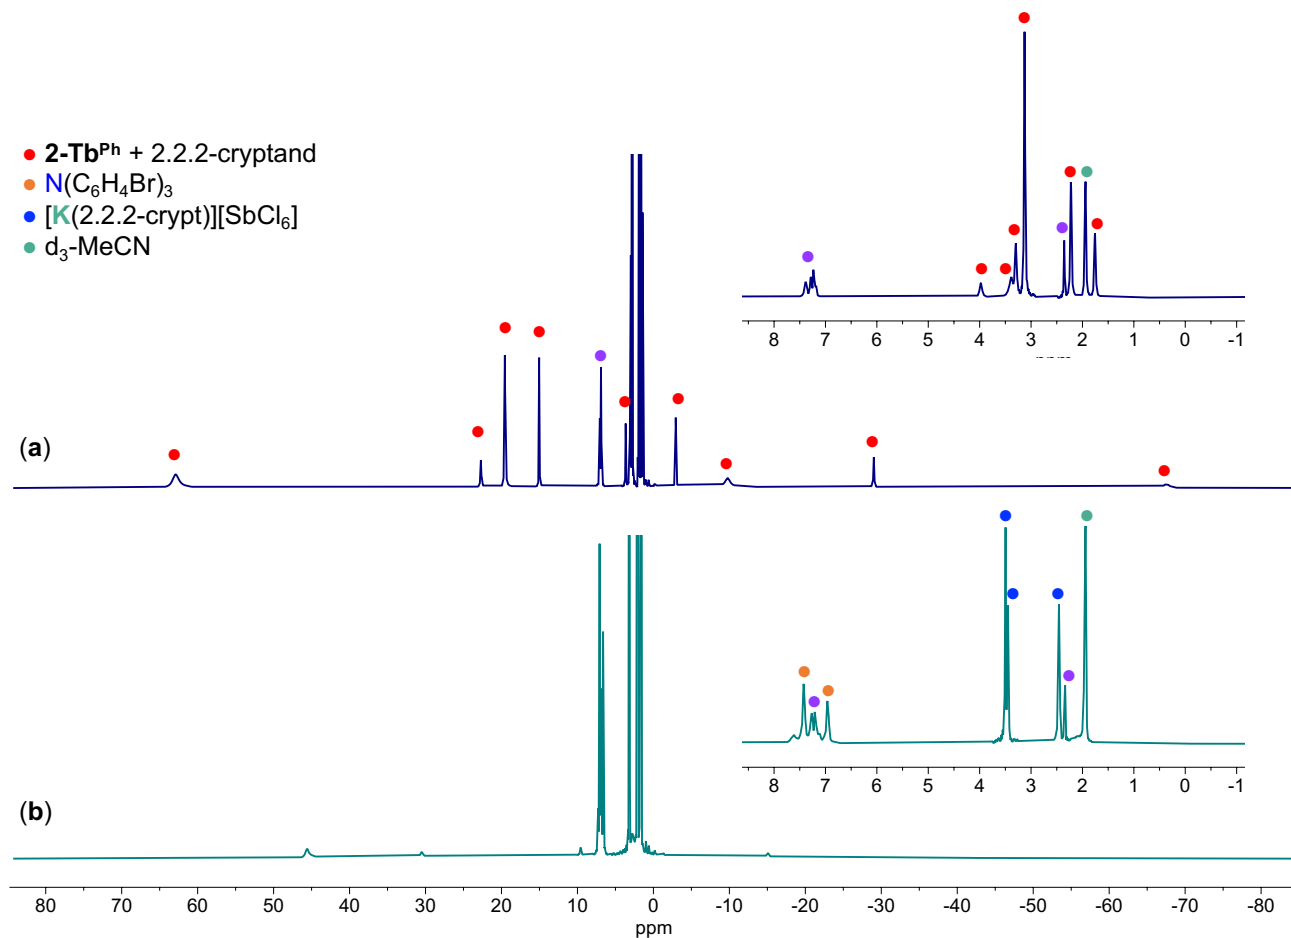 2-Tbᴾʰ + 2.2.2-cryptand
N(C₆H₄Br)₃
[K(2.2.2-crypt)][SbCl₆]
d₃-MeCN
8 7 6 5 4 3 2 1 0 -1
(a)
8 7 6 5 4 3 2 1 0 -1
(b)
80 70 60 50 40 30 20 10 0 -10 -20 -30 -40 -50 -60 -70 -80
ppm